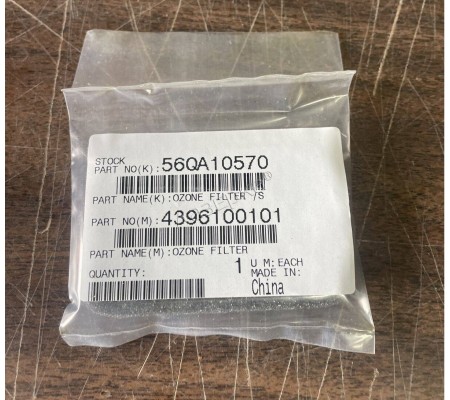 STOCK
PART NO(K): 56QA10570
PART NAME(K): OZONE FILTER /S
PART NO(M): 4396100101
PART NAME(M): OZONE FILTER
QUANTITY: 1 U M: EACH
MADE IN:
China